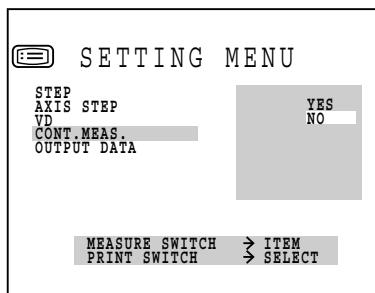 SETTING MENU
STEP
AXIS STEP
VD
CONT.MEAS.
OUTPUT DATA
YES
NO
MEASURE SWITCH → ITEM
PRINT SWITCH → SELECT